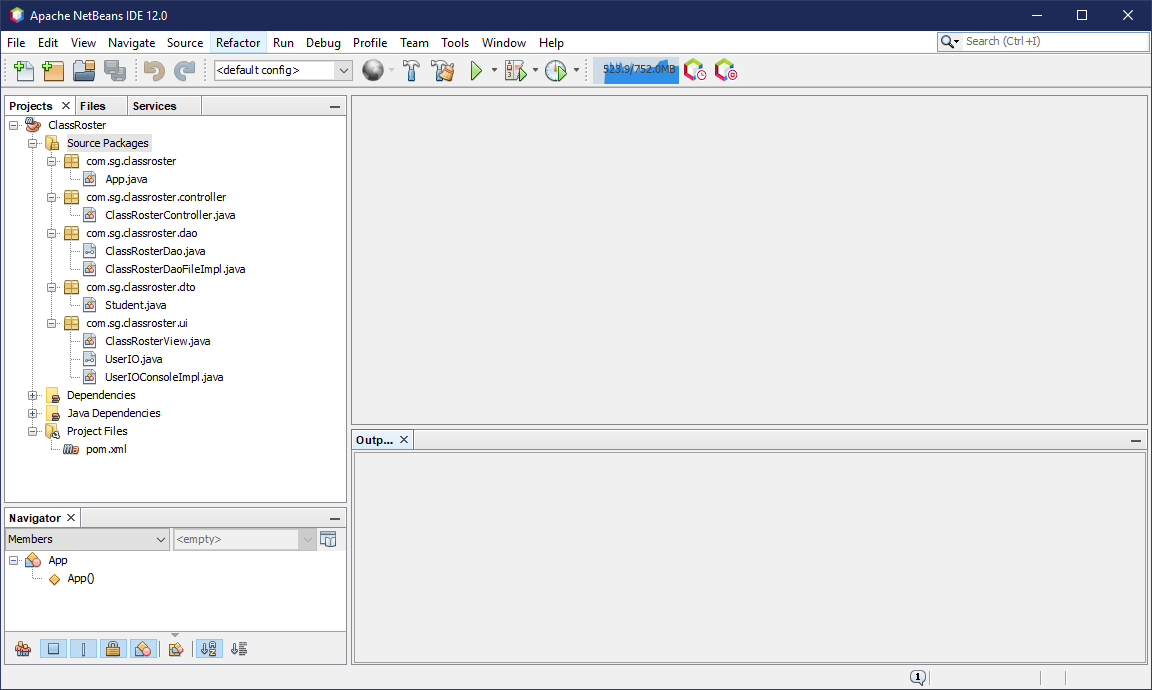 Apache NetBeans IDE 12.0
File Edit View Navigate Source Refactor Run Debug Profile Team Tools Window Help
Search (Ctrl+I)
<default config>
523.9/752.0MB
Projects Files Services
ClassRoster
Source Packages
com.sg.classroster
App.java
com.sg.classroster.controller
ClassRosterController.java
com.sg.classroster.dao
ClassRosterDao.java
ClassRosterDaoFileImpl.java
com.sg.classroster.dto
Student.java
com.sg.classroster.ui
ClassRosterView.java
UserIO.java
UserIOConsoleImpl.java
Dependencies
Java Dependencies
Project Files
pom.xml
Outp...
Navigator
Members
<empty>
App
App()
1